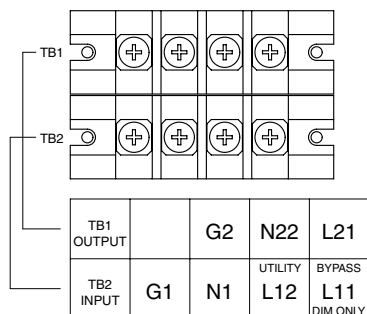 TB1
TB2
TB1
OUTPUT
G2
N22
L21
TB2
INPUT
G1
N1
UTILITY
L12
BYPASS
L11
DIM ONLY